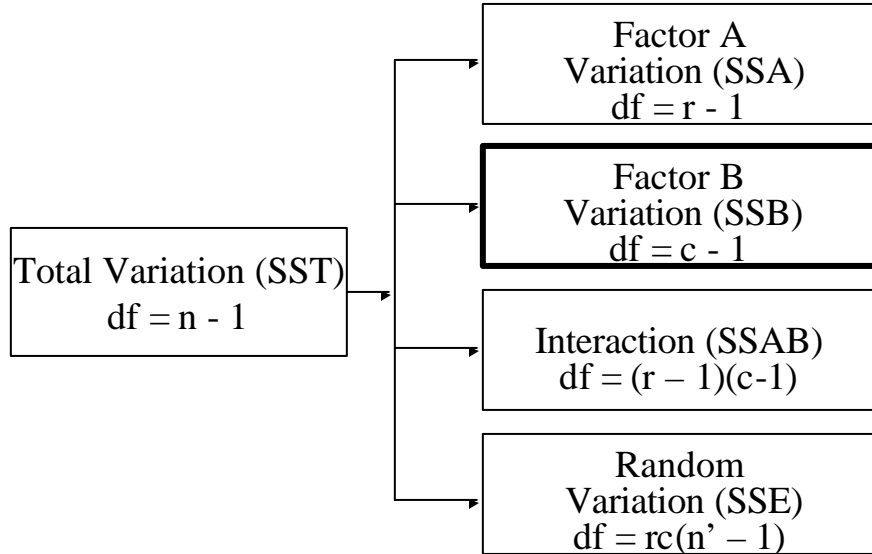 Total Variation (SST)
df = n - 1
Factor A
Variation (SSA)
df = r - 1
Factor B
Variation (SSB)
df = c - 1
Interaction (SSAB)
df = (r – 1)(c-1)
Random
Variation (SSE)
df = rc(n’ – 1)